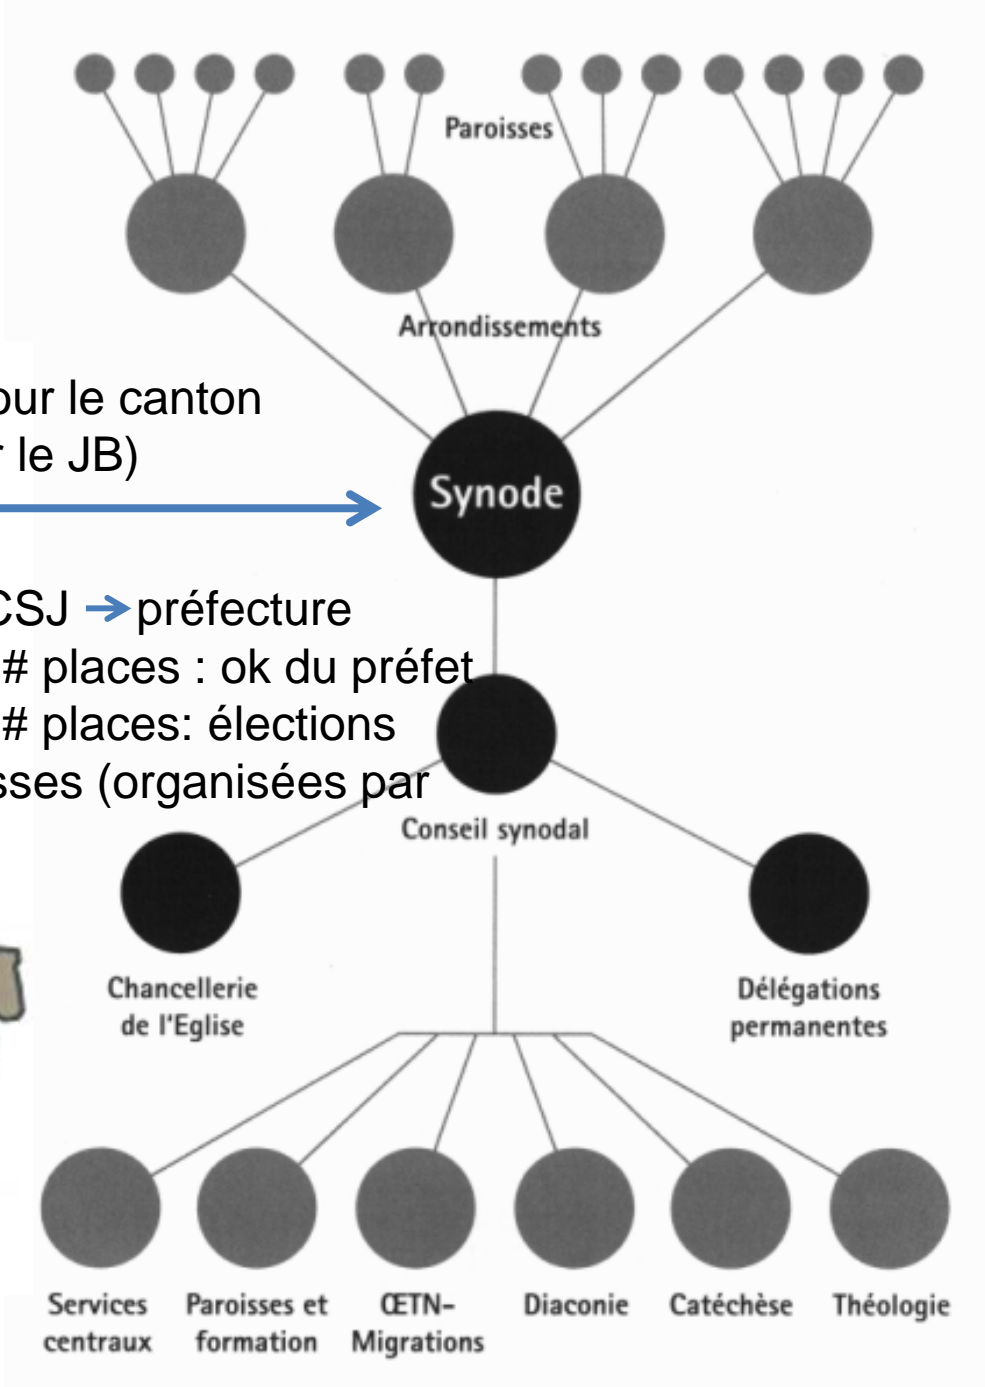 Paroisses
Arrondissements
our le canton
r le JB)
Synode
CSJ → préfecture
# places : ok du préfet
# places: élections
sses (organisées par
Conseil synodal
Chancellerie
de l'Eglise
Délégations
permanentes
Services
centraux
Paroisses et
formation
ŒTN-
Migrations
Diaconie
Catéchèse
Théologie